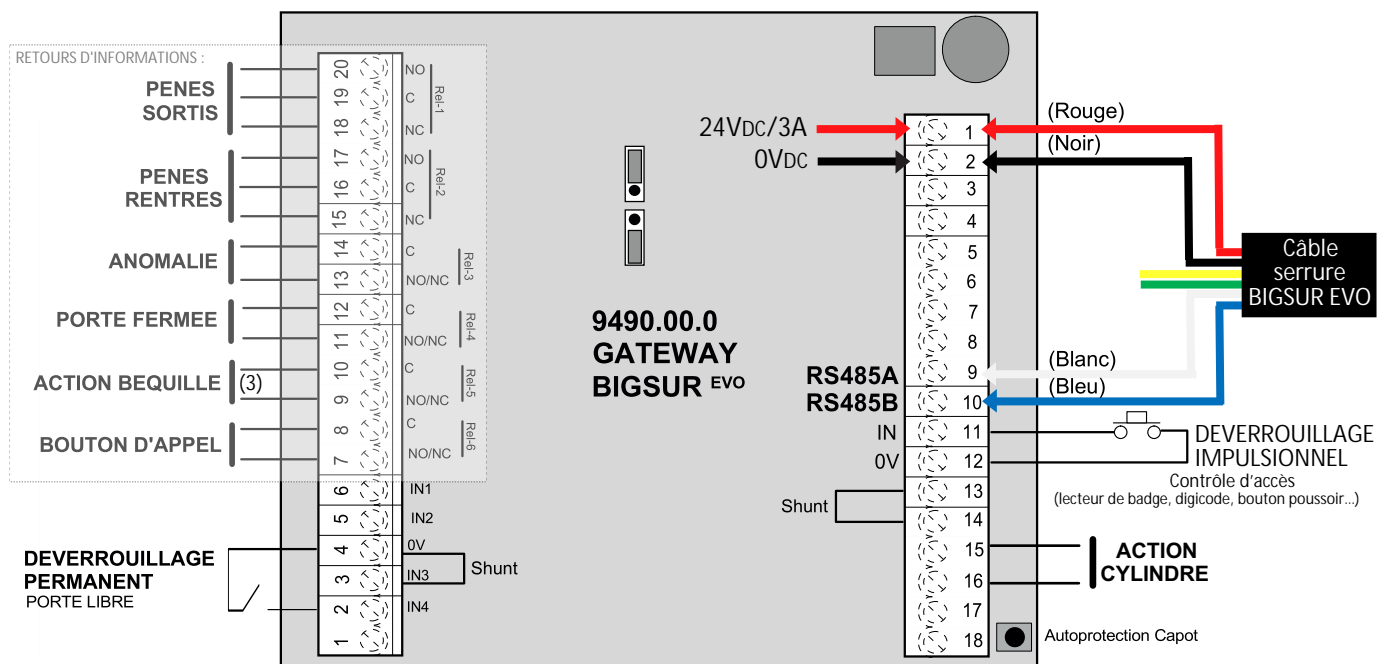 RETOURS D'INFORMATIONS :
PENES
SORTIS
20 NO
19 C
18 NC
Rel-1
PENES
RENTRES
17 NO
16 C
15 NC
Rel-2
ANOMALIE
14 C
13 NO/NC
Rel-3
PORTE FERMEE
12 C
11 NO/NC
Rel-4
ACTION BEQUILLE (3)
10 C
9 NO/NC
Rel-5
BOUTON D'APPEL
8 C
7 NO/NC
Rel-6
6 IN1
5 IN2
DEVERROUILLAGE
PERMANENT
PORTE LIBRE
4 0V
3 IN3
Shunt
2 IN4
1
9490.00.0
GATEWAY
BIGSUR EVO
24VDC/3A 1 (Rouge)
0VDC 2 (Noir)
3
4
5
6
7
8
Câble
serrure
BIGSUR EVO
RS485A 9 (Blanc)
RS485B 10 (Bleu)
IN 11
0V 12
DEVERROUILLAGE
IMPULSIONNEL
Contrôle d'accès
(lecteur de badge, digicode, bouton poussoir...)
Shunt
13
14
15
16
ACTION
CYLINDRE
17
18 Autoprotection Capot